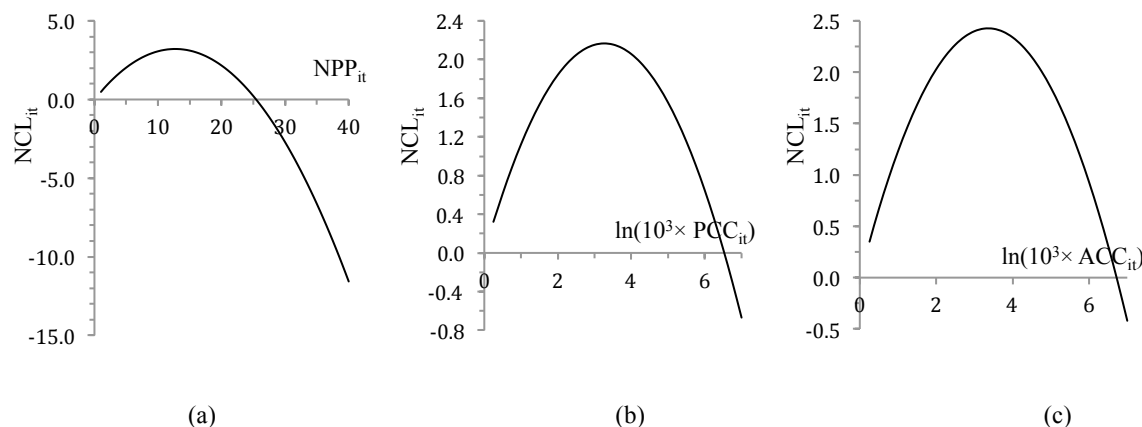 5.0
0.0
-5.0
-10.0
-15.0
0 10 20 30 40
NCL_it
NPP_it
(a)
2.4
2.0
1.6
1.2
0.8
0.4
0.0
-0.4
-0.8
0 2 4 6
NCL_it
ln(10³× PCC_it)
(b)
2.5
2.0
1.5
1.0
0.5
0.0
-0.5
0 2 4 6
NCL_it
ln(10³× ACC_it)
(c)